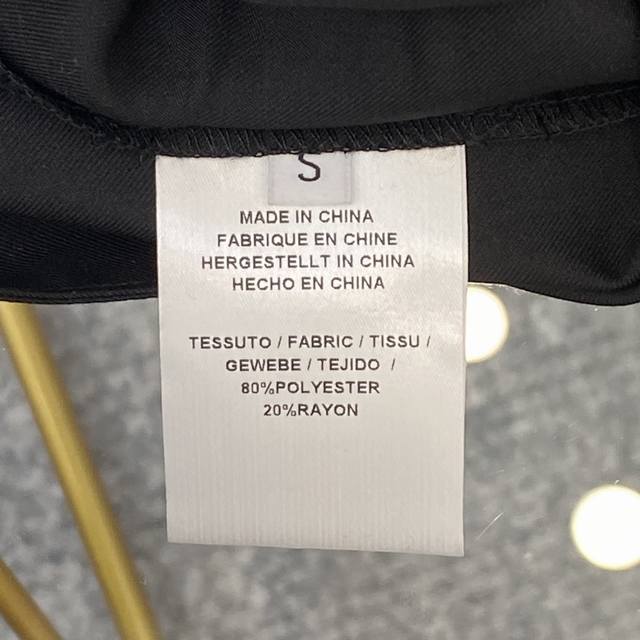 S
MADE IN CHINA
FABRIQUE EN CHINE
HERGESTELLT IN CHINA
HECHO EN CHINA
TESSUTO / FABRIC / TISSU /
GEWEBE / TEJIDO /
80%POLYESTER
20%RAYON